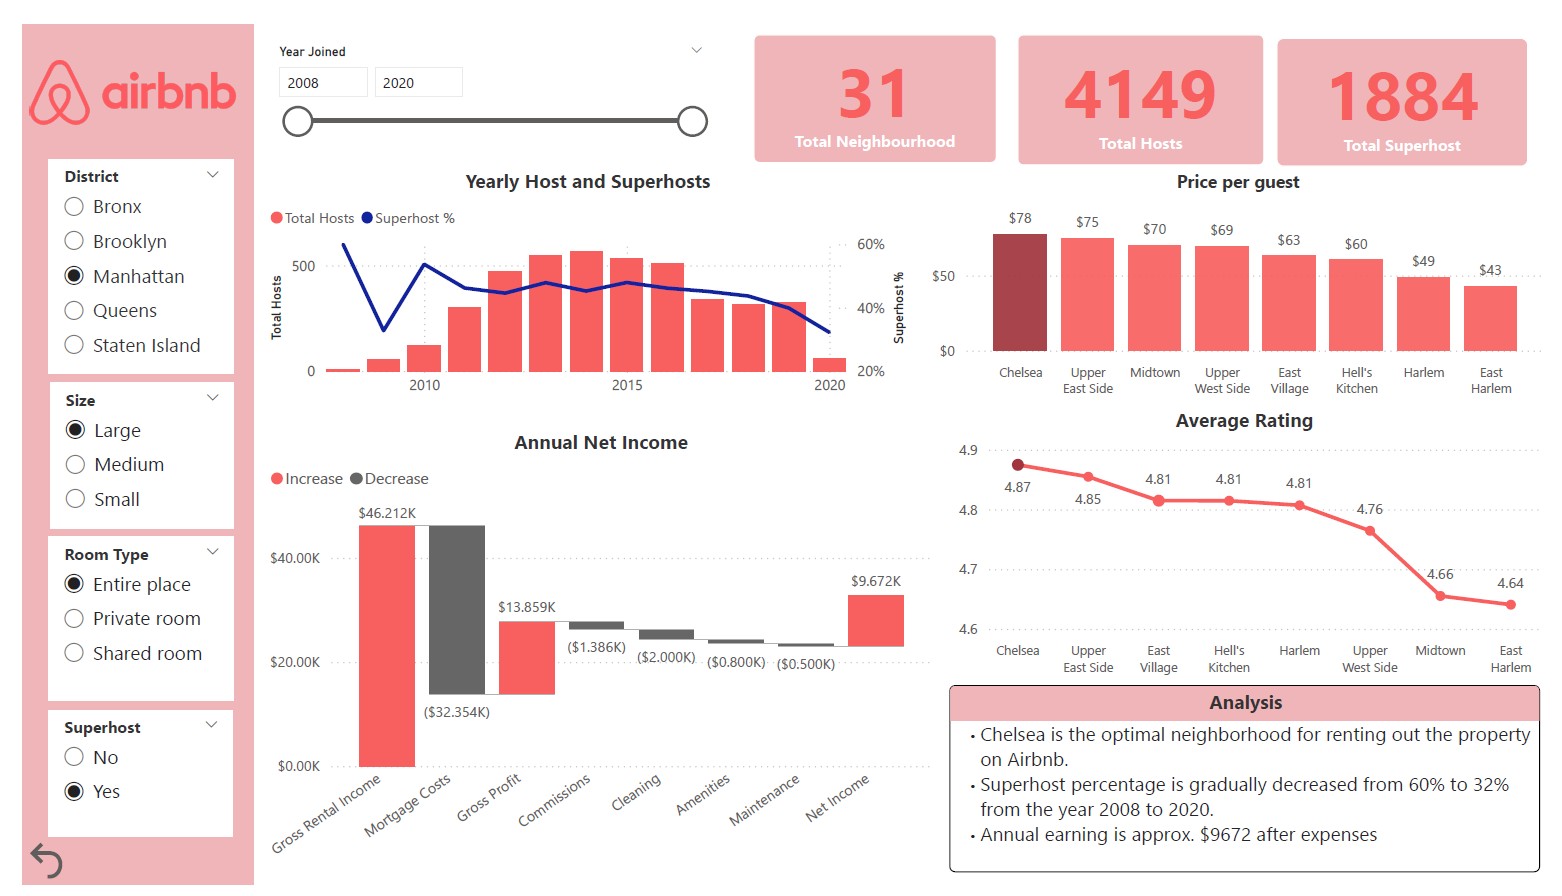 airbnb
District
Bronx
Brooklyn
Manhattan
Queens
Staten Island
Size
Large
Medium
Small
Room Type
Entire place
Private room
Shared room
Superhost
No
Yes
Year Joined
2008
2020
31
Total Neighbourhood
4149
Total Hosts
1884
Total Superhost
Yearly Host and Superhosts
Total Hosts
Superhost %
500
0
Total Hosts
60%
40%
20%
Superhost %
2010
2015
2020
Price per guest
$78
$75
$70
$69
$63
$60
$49
$43
$50
$0
Chelsea
Upper
East Side
Midtown
Upper
West Side
East
Village
Hell's
Kitchen
Harlem
East
Harlem
Annual Net Income
Increase
Decrease
$46.212K
$40.00K
$20.00K
$0.00K
($32.354K)
$13.859K
($1.386K)
($2.000K)
($0.800K)
($0.500K)
$9.672K
Gross Rental Income
Mortgage Costs
Gross Profit
Commissions
Cleaning
Amenities
Maintenance
Net Income
Average Rating
4.9
4.8
4.7
4.6
4.87
4.85
4.81
4.81
4.81
4.76
4.66
4.64
Chelsea
Upper
East Side
East
Village
Hell's
Kitchen
Harlem
Upper
West Side
Midtown
East
Harlem
Analysis
• Chelsea is the optimal neighborhood for renting out the property
on Airbnb.
• Superhost percentage is gradually decreased from 60% to 32%
from the year 2008 to 2020.
• Annual earning is approx. $9672 after expenses